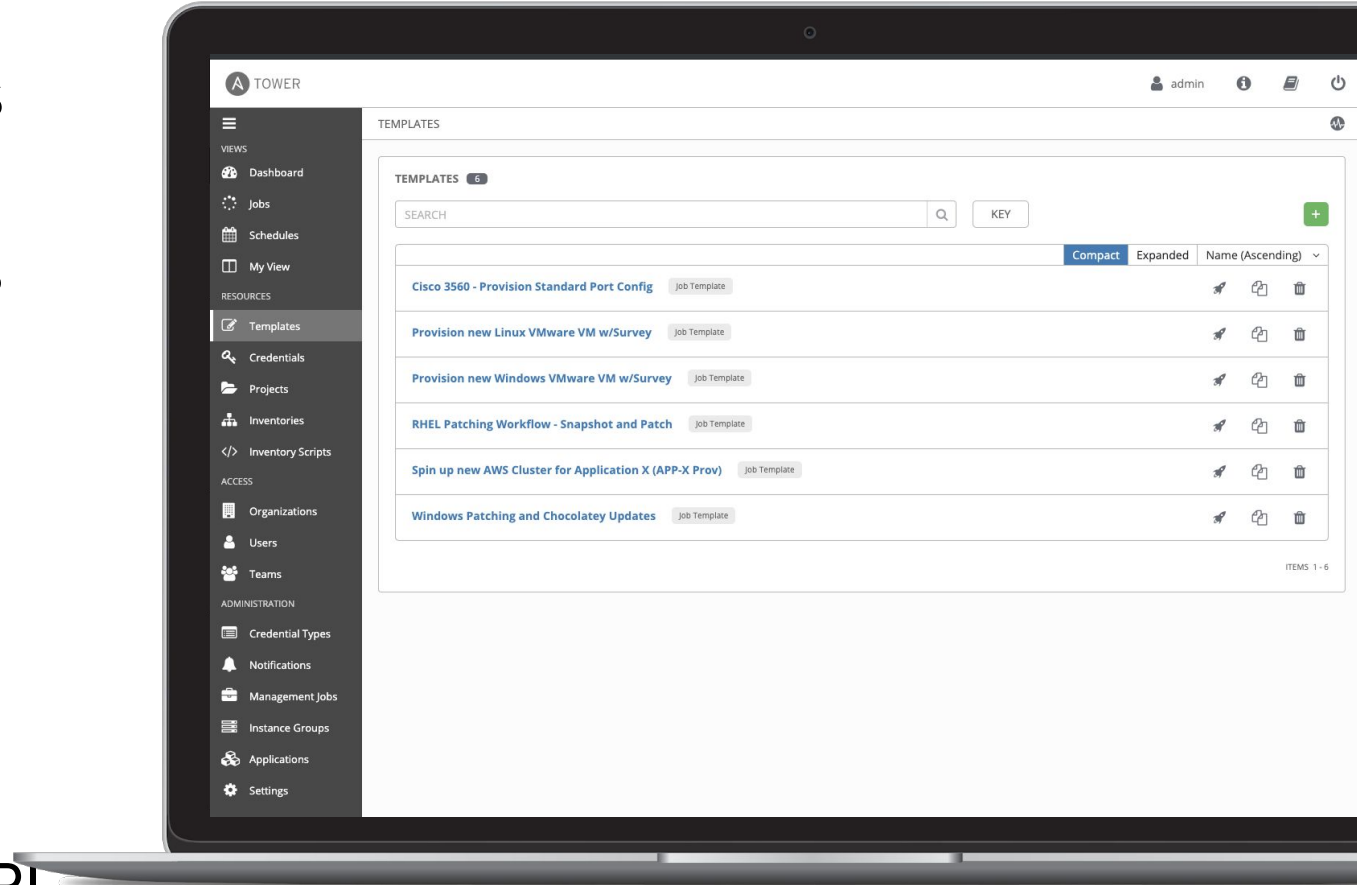 TOWER
admin
VIEWS
Dashboard
Jobs
Schedules
My View
RESOURCES
Templates
Credentials
Projects
Inventories
Inventory Scripts
ACCESS
Organizations
Users
Teams
ADMINISTRATION
Credential Types
Notifications
Management Jobs
Instance Groups
Applications
Settings
TEMPLATES
TEMPLATES 6
SEARCH
KEY
Compact Expanded Name (Ascending)
Cisco 3560 - Provision Standard Port Config Job Template
Provision new Linux VMware VM w/Survey Job Template
Provision new Windows VMware VM w/Survey Job Template
RHEL Patching Workflow - Snapshot and Patch Job Template
Spin up new AWS Cluster for Application X (APP-X Prov) Job Template
Windows Patching and Chocolatey Updates Job Template
ITEMS 1 - 6